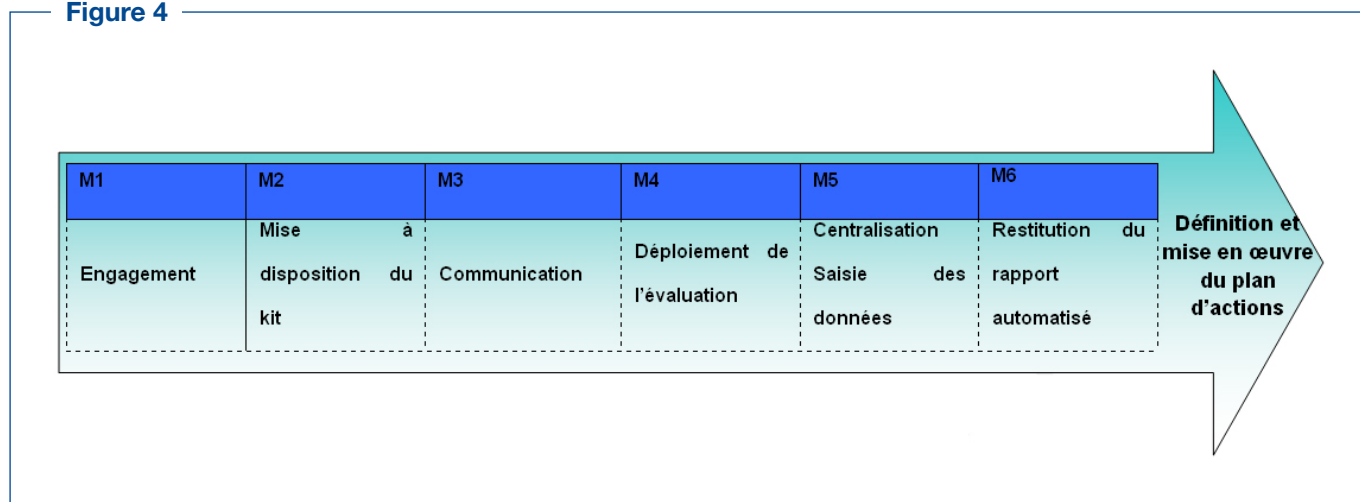 Figure 4
M1
Engagement
M2
Mise à
disposition du
kit
M3
Communication
M4
Déploiement de
l'évaluation
M5
Centralisation
Saisie des
données
M6
Restitution du
rapport
automatisé
Définition et
mise en œuvre
du plan
d'actions